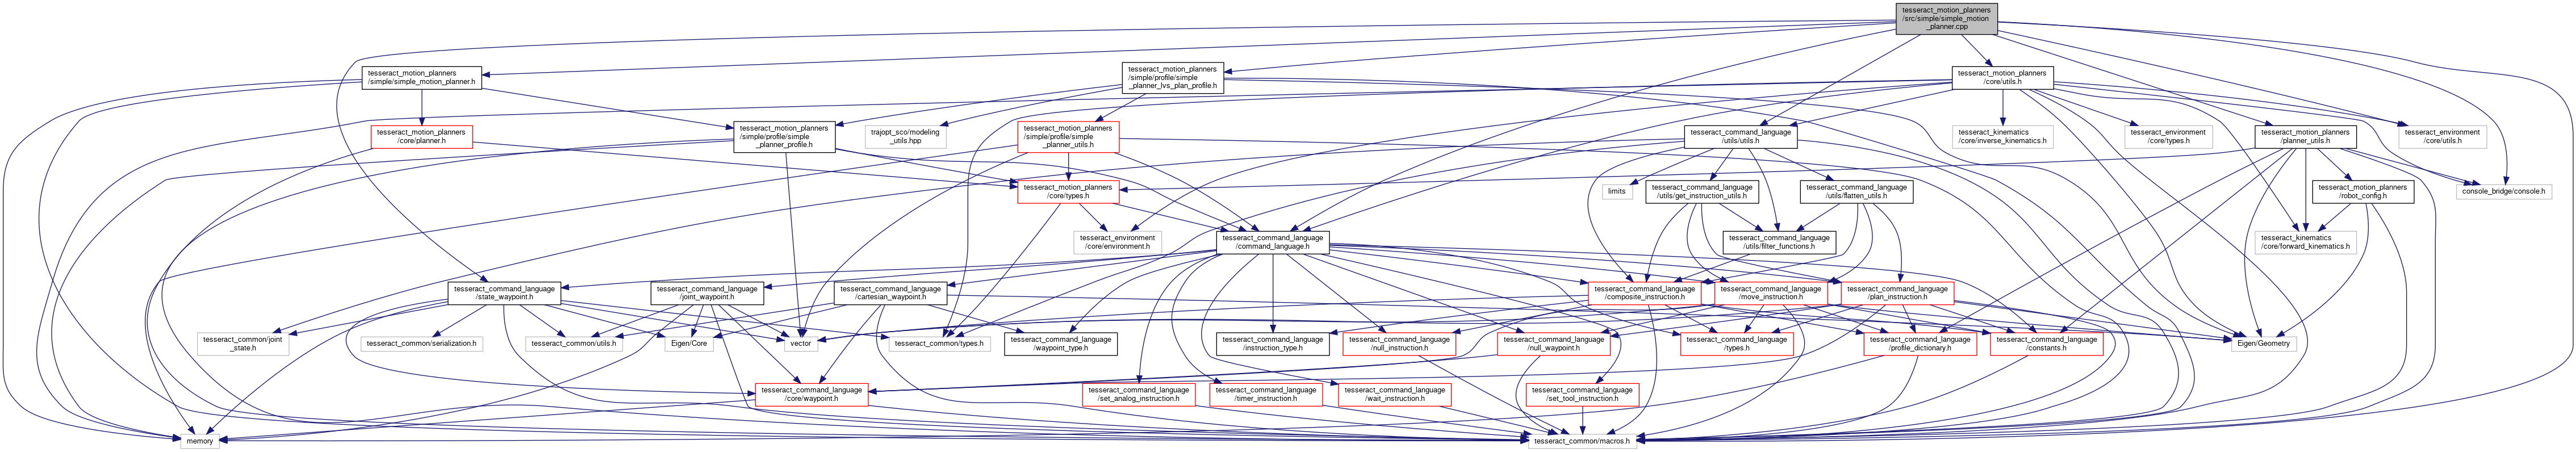 tesseract_motion_planners
/src/simple/simple_motion
_planner.cpp
tesseract_motion_planners
/simple/simple_motion_planner.h
tesseract_motion_planners
/simple/profile/simple
_planner_lvs_plan_profile.h
tesseract_motion_planners
/core/utils.h
tesseract_motion_planners
/core/planner.h
tesseract_motion_planners
/simple/profile/simple
_planner_profile.h
trajopt_sco/modeling
_utils.hpp
tesseract_motion_planners
/simple/profile/simple
_planner_utils.h
tesseract_command_language
/utils/utils.h
tesseract_kinematics
/core/inverse_kinematics.h
tesseract_environment
/core/types.h
tesseract_motion_planners
/planner_utils.h
tesseract_environment
/core/utils.h
tesseract_motion_planners
/core/types.h
limits
tesseract_command_language
/utils/get_instruction_utils.h
tesseract_command_language
/utils/flatten_utils.h
tesseract_motion_planners
/robot_config.h
console_bridge/console.h
tesseract_environment
/core/environment.h
tesseract_command_language
/command_language.h
tesseract_command_language
/utils/filter_functions.h
tesseract_kinematics
/core/forward_kinematics.h
tesseract_command_language
/state_waypoint.h
tesseract_command_language
/joint_waypoint.h
tesseract_command_language
/cartesian_waypoint.h
tesseract_command_language
/composite_instruction.h
tesseract_command_language
/move_instruction.h
tesseract_command_language
/plan_instruction.h
tesseract_common/joint
_state.h
tesseract_common/serialization.h
tesseract_common/utils.h
Eigen/Core
vector
tesseract_common/types.h
tesseract_command_language
/waypoint_type.h
tesseract_command_language
/instruction_type.h
tesseract_command_language
/null_instruction.h
tesseract_command_language
/null_waypoint.h
tesseract_command_language
/types.h
tesseract_command_language
/profile_dictionary.h
tesseract_command_language
/constants.h
Eigen/Geometry
tesseract_command_language
/core/waypoint.h
tesseract_command_language
/set_analog_instruction.h
tesseract_command_language
/timer_instruction.h
tesseract_command_language
/wait_instruction.h
tesseract_command_language
/set_tool_instruction.h
memory
tesseract_common/macros.h